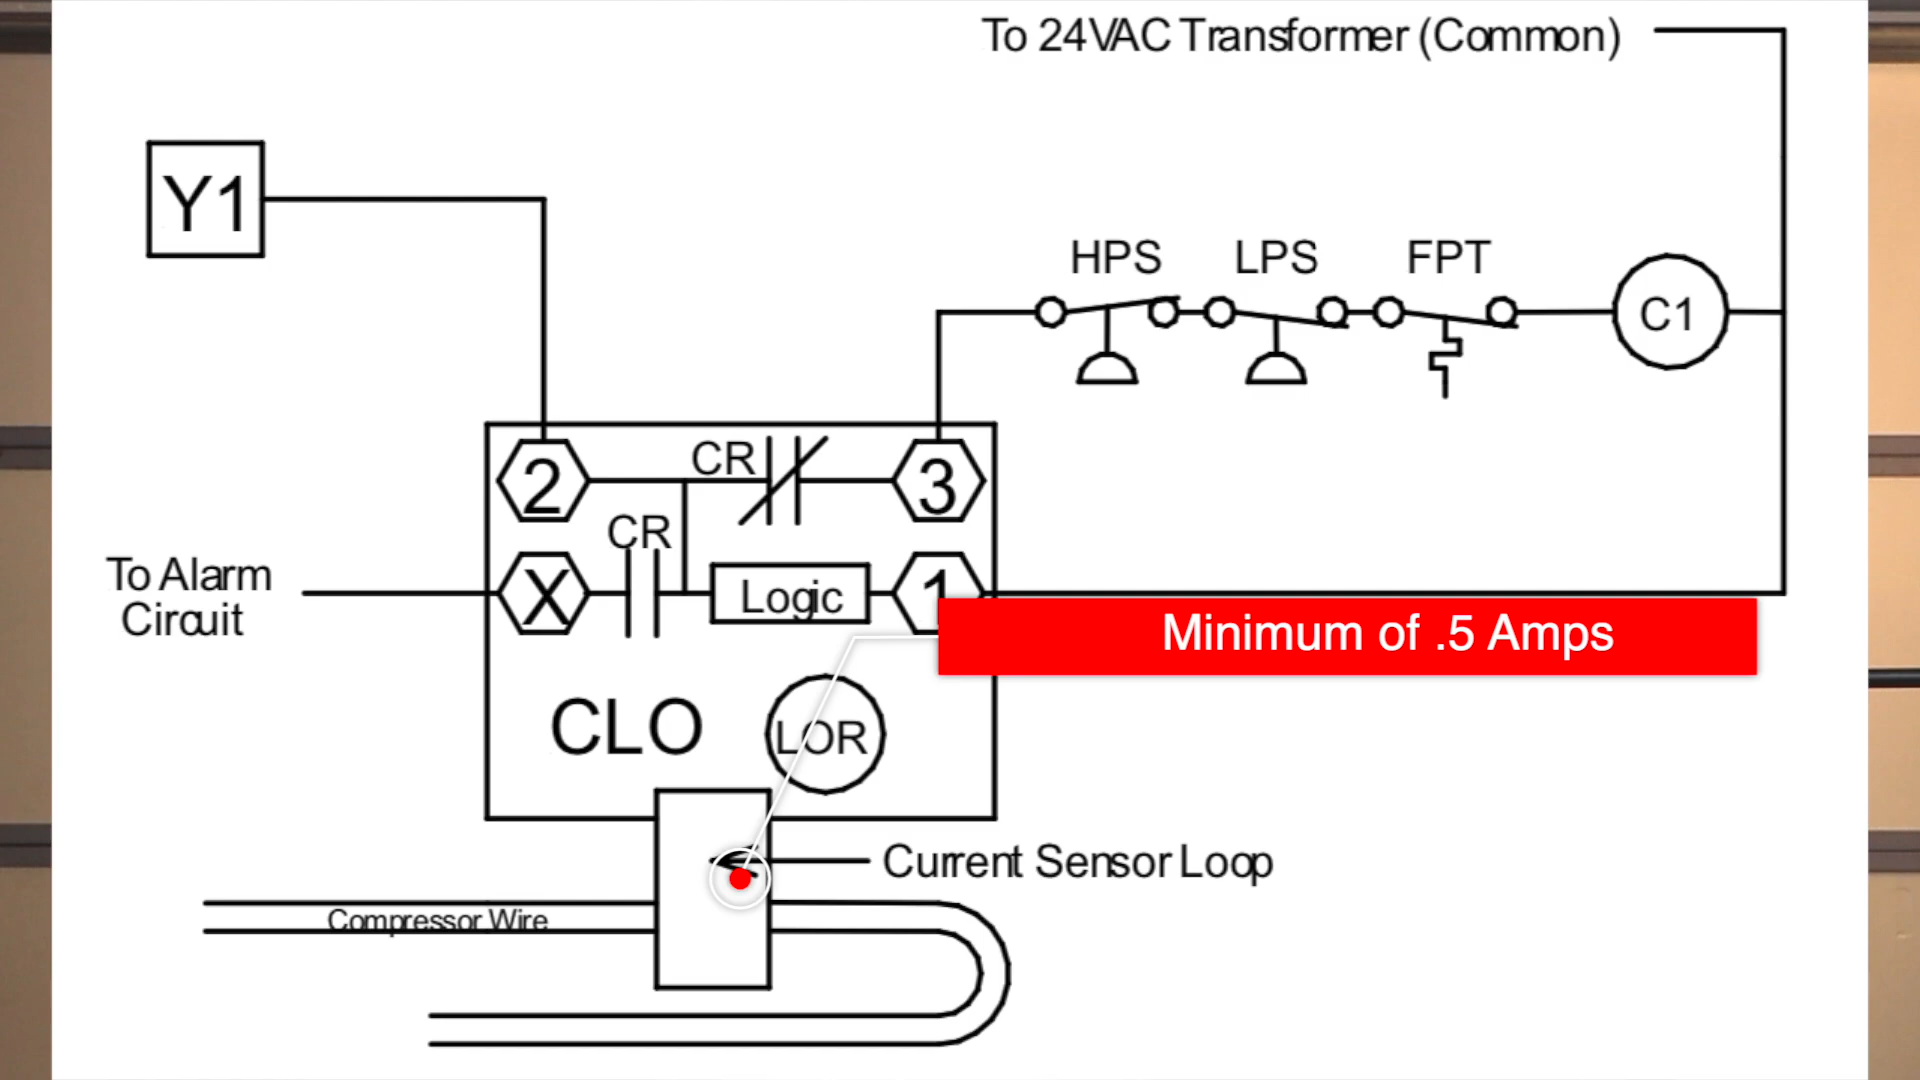 To 24VAC Transformer (Common)
Y1
HPS LPS FPT
C1
2 CR 3
CR
To Alarm
Circuit
X Logic 1
Minimum of .5 Amps
CLO LOR
Current Sensor Loop
Compressor Wire